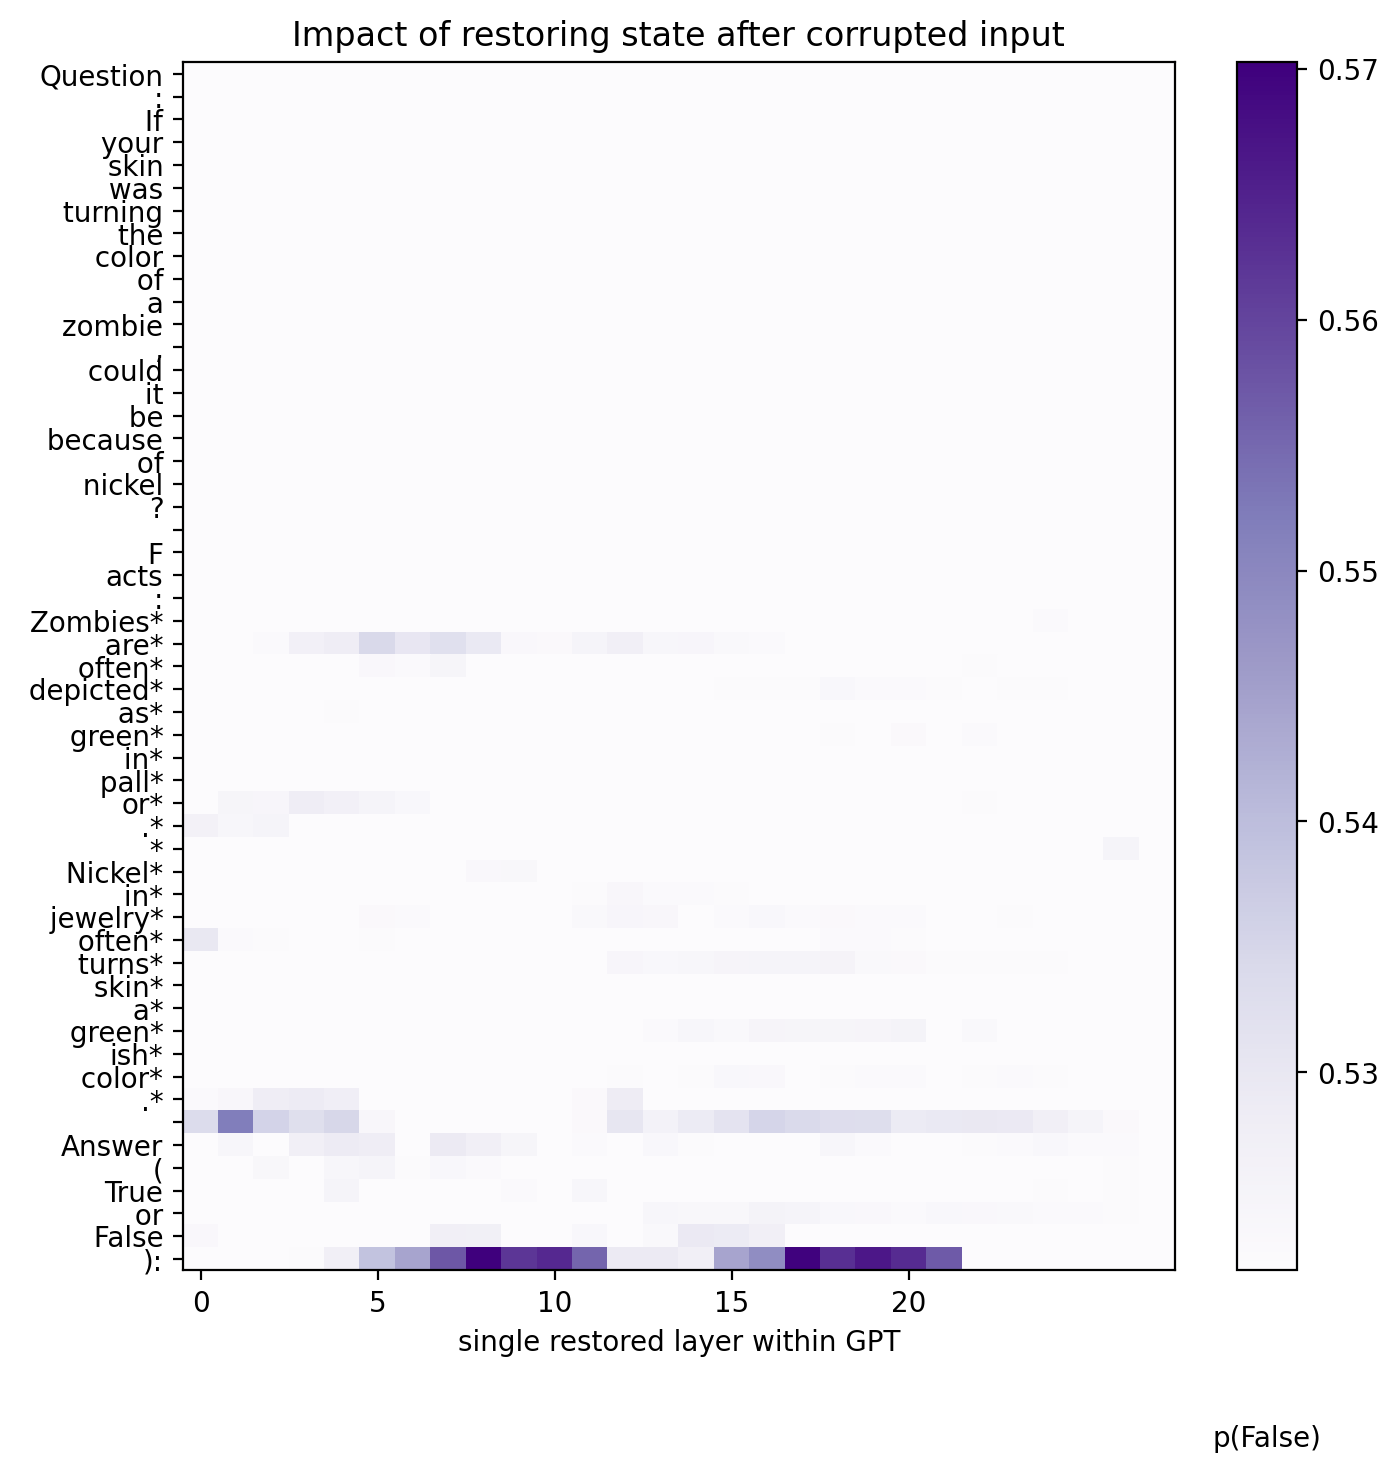 Impact of restoring state after corrupted input
Question
:
If
your
skin
was
turning
the
color
of
a
zombie
,
could
it
be
because
of
nickel
?
F
acts
:
Zombies*
are*
often*
depicted*
as*
green*
in*
pall*
or*
.*
*
Nickel*
in*
jewelry*
often*
turns*
skin*
a*
green*
ish*
color*
.*
Answer
(
True
or
False
):
0 5 10 15 20
single restored layer within GPT
0.57
0.56
0.55
0.54
0.53
p(False)